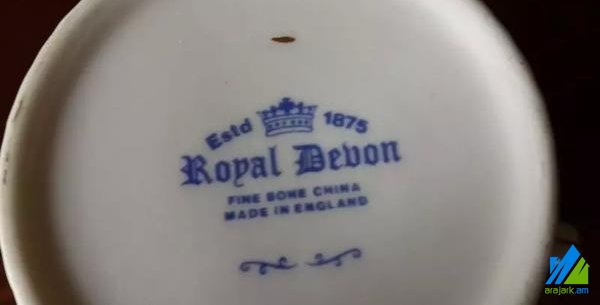 Estd 1875
Royal Devon
FINE BONE CHINA
MADE IN ENGLAND
arajark.am